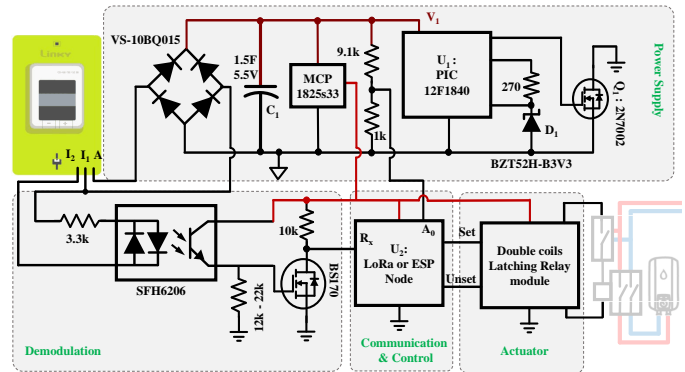 Linky
VS-10BQ015
1.5F
5.5V
C1
MCP
1825s33
9.1k
1k
V1
U1:
PIC
12F1840
270
D1
BZT52H-B3V3
Q1 : 2N7002
Power Supply
I2 I1 A
3.3k
SFH6206
12k - 22k
10k
BS170
Rx
A0
U2:
LoRa or ESP
Node
Set
Unset
Double coils
Latching Relay
module
Demodulation
Communication
& Control
Actuator